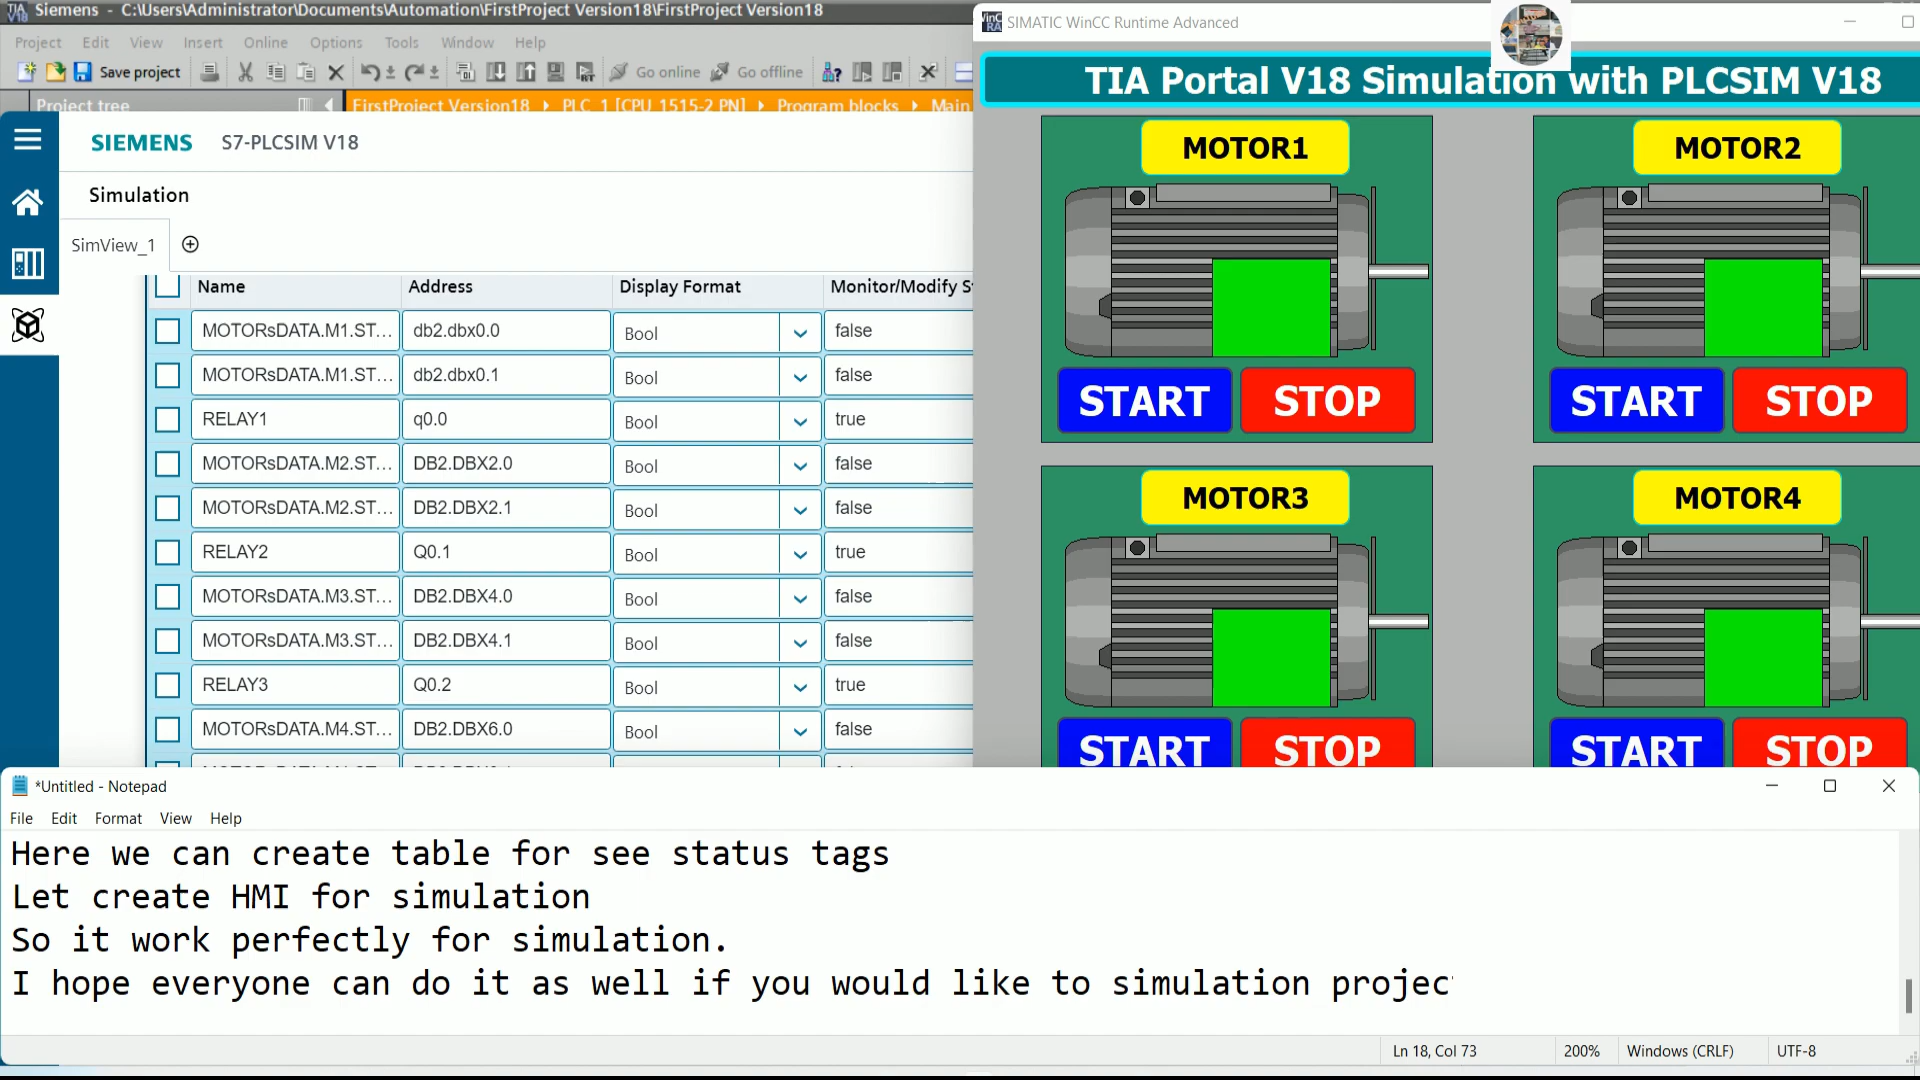 Siemens - C:\Users\Administrator\Documents\Automation\FirstProject Version18\FirstProject Version18
Project Edit View Insert Online Options Tools Window Help
Save project
Go online
Go offline
Project tree
FirstProject Version18 PLC_1 [CPU 1515-2 PN] Program blocks Main
SIEMENS S7-PLCSIM V18
Simulation
SimView_1
Name Address Display Format Monitor/Modify
MOTORsDATA.M1.ST... db2.dbx0.0 Bool false
MOTORsDATA.M1.ST... db2.dbx0.1 Bool false
RELAY1 q0.0 Bool true
MOTORsDATA.M2.ST... DB2.DBX2.0 Bool false
MOTORsDATA.M2.ST... DB2.DBX2.1 Bool false
RELAY2 Q0.1 Bool true
MOTORsDATA.M3.ST... DB2.DBX4.0 Bool false
MOTORsDATA.M3.ST... DB2.DBX4.1 Bool false
RELAY3 Q0.2 Bool true
MOTORsDATA.M4.ST... DB2.DBX6.0 Bool false
SIMATIC WinCC Runtime Advanced
TIA Portal V18 Simulation with PLCSIM V18
MOTOR1
START STOP
MOTOR2
START STOP
MOTOR3
START STOP
MOTOR4
START STOP
*Untitled - Notepad
File Edit Format View Help
Here we can create table for see status tags
Let create HMI for simulation
So it work perfectly for simulation.
I hope everyone can do it as well if you would like to simulation projec
Ln 18, Col 73 200% Windows (CRLF) UTF-8